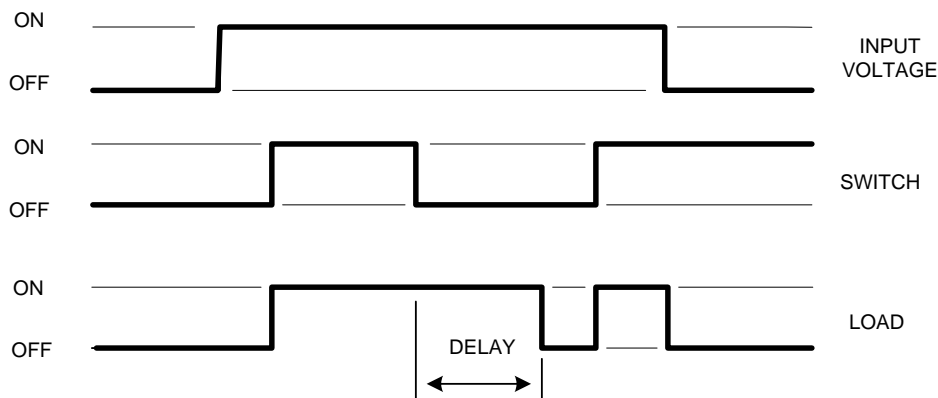 ON
OFF
INPUT
VOLTAGE
ON
OFF
SWITCH
ON
OFF
DELAY
LOAD